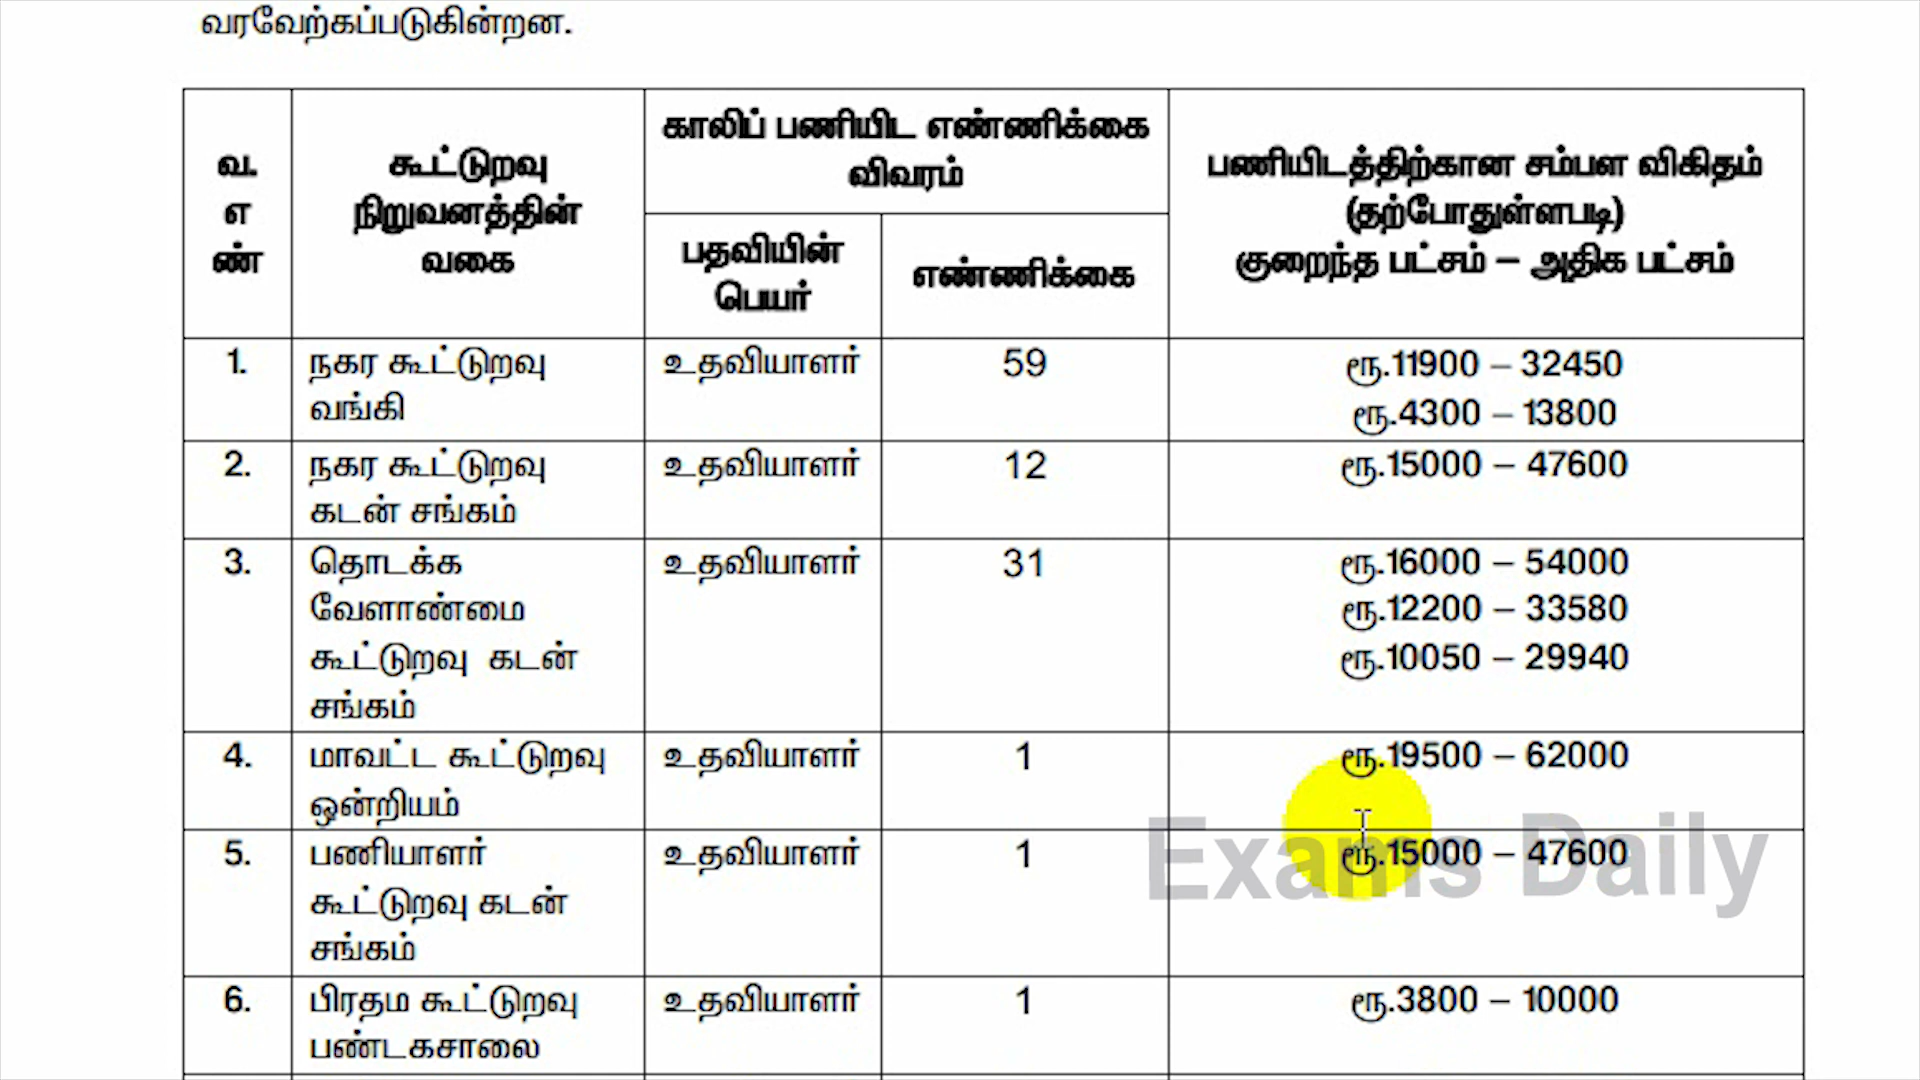 வரவேற்கப்படுகின்றன.
வ.
எ
ண்
கூட்டுறவு
நிறுவனத்தின்
வகை
காலிப் பணியிட எண்ணிக்கை
விவரம்
பதவியின்
பெயர்
எண்ணிக்கை
பணியிடத்திற்கான சம்பள விகிதம்
(தற்போதுள்ளபடி)
குறைந்த பட்சம் – அதிக பட்சம்
1.
நகர கூட்டுறவு
வங்கி
உதவியாளர்
59
ரூ.11900 – 32450
ரூ.4300 – 13800
2.
நகர கூட்டுறவு
கடன் சங்கம்
உதவியாளர்
12
ரூ.15000 – 47600
3.
தொடக்க
வேளாண்மை
கூட்டுறவு கடன்
சங்கம்
உதவியாளர்
31
ரூ.16000 – 54000
ரூ.12200 – 33580
ரூ.10050 – 29940
4.
மாவட்ட கூட்டுறவு
ஒன்றியம்
உதவியாளர்
1
ரூ.19500 – 62000
5.
பணியாளர்
கூட்டுறவு கடன்
சங்கம்
உதவியாளர்
1
ரூ.15000 – 47600
Exams Daily
6.
பிரதம கூட்டுறவு
பண்டகசாலை
உதவியாளர்
1
ரூ.3800 – 10000